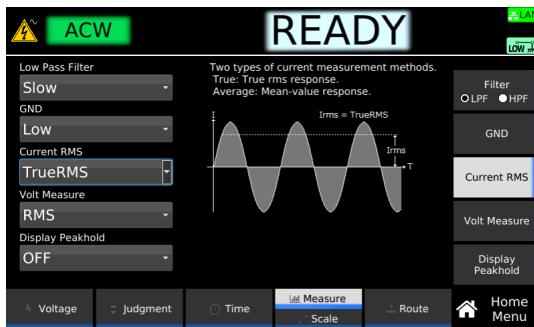 ACW
READY
LAN
LOW
Low Pass Filter
Slow
GND
Low
Current RMS
TrueRMS
Volt Measure
RMS
Display Peakhold
OFF
Two types of current measurement methods.
True: True rms response.
Average: Mean-value response.
I
Irms = TrueRMS
Irms
T
Filter
LPF HPF
GND
Current RMS
Volt Measure
Display
Peakhold
Voltage
Judgment
Time
Measure
Scale
Route
Home
Menu